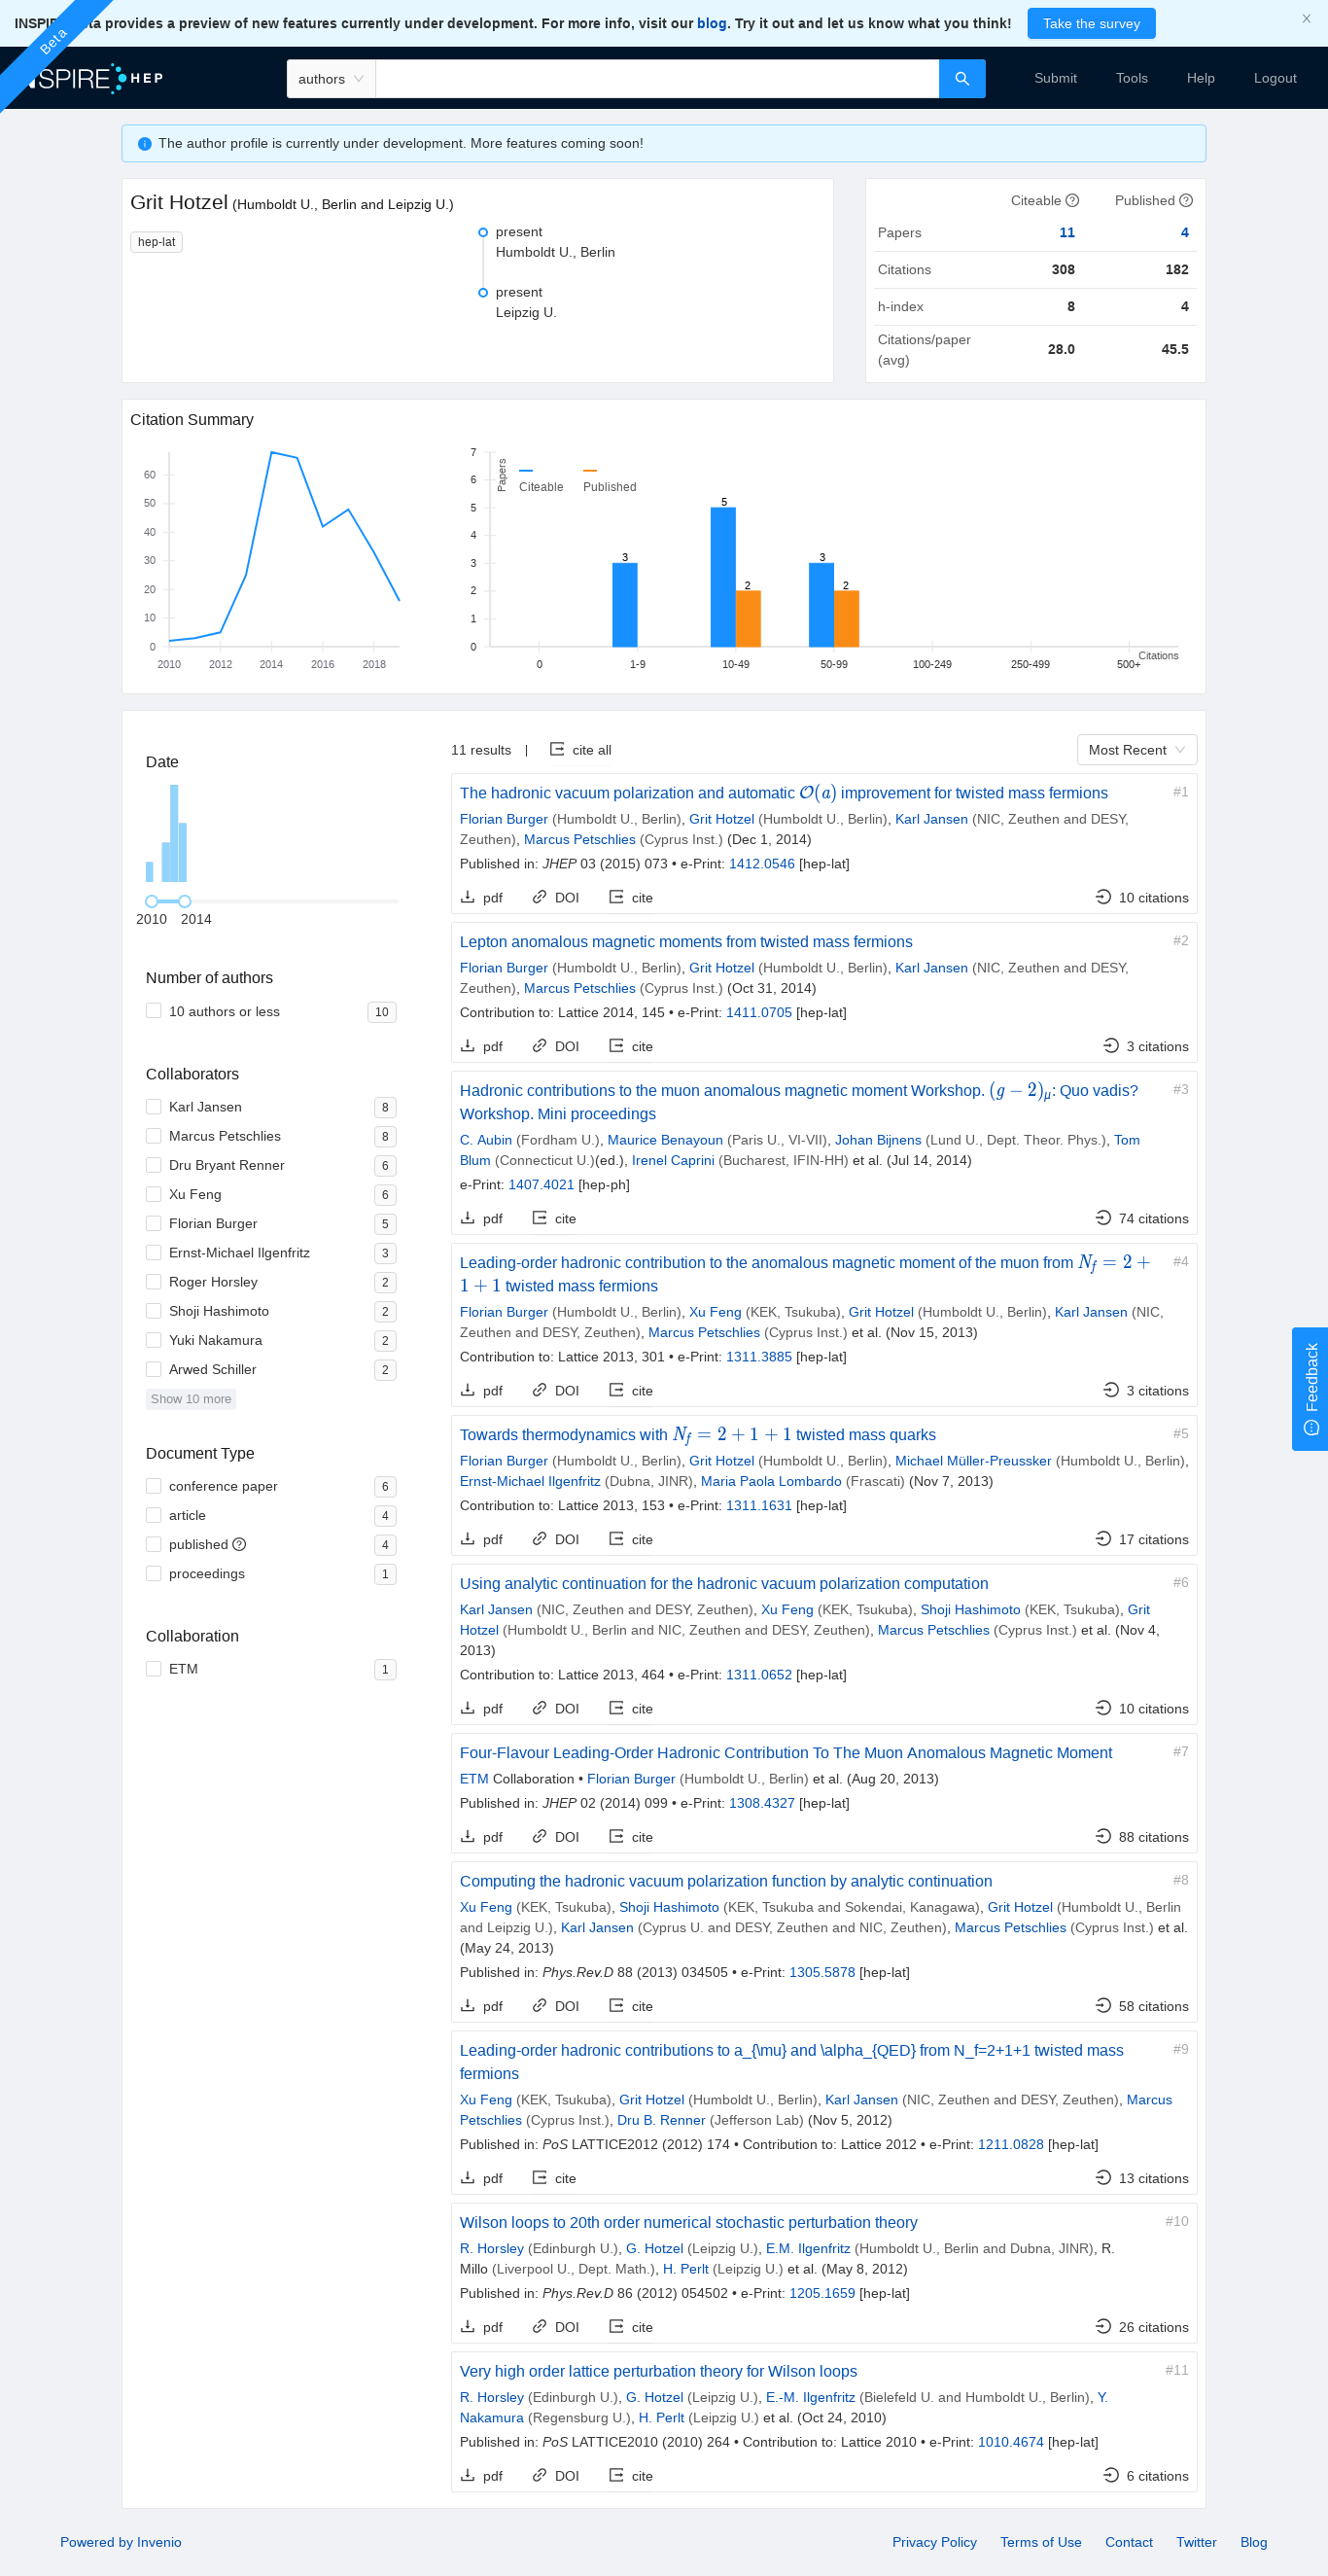 INSPIRE Beta provides a preview of new features currently under development. For more info, visit our blog. Try it out and let us know what you think!
Take the survey
Beta
INSPIRE HEP
authors
Submit
Tools
Help
Logout
The author profile is currently under development. More features coming soon!
Grit Hotzel (Humboldt U., Berlin and Leipzig U.)
hep-lat
present
Humboldt U., Berlin
present
Leipzig U.
Citeable Published
Papers 11 4
Citations 308 182
h-index 8 4
Citations/paper (avg) 28.0 45.5
Citation Summary
60
50
40
30
20
10
0
2010 2012 2014 2016 2018
7
6
5
4
3
2
1
0
Papers
Citeable Published
3 5 2 3 2
0 1-9 10-49 50-99 100-249 250-499 500+
Citations
Date
2010 2014
Number of authors
10 authors or less 10
Collaborators
Karl Jansen 8
Marcus Petschlies 8
Dru Bryant Renner 6
Xu Feng 6
Florian Burger 5
Ernst-Michael Ilgenfritz 3
Roger Horsley 2
Shoji Hashimoto 2
Yuki Nakamura 2
Arwed Schiller 2
Show 10 more
Document Type
conference paper 6
article 4
published 4
proceedings 1
Collaboration
ETM 1
11 results | cite all
Most Recent
The hadronic vacuum polarization and automatic O(a) improvement for twisted mass fermions #1
Florian Burger (Humboldt U., Berlin), Grit Hotzel (Humboldt U., Berlin), Karl Jansen (NIC, Zeuthen and DESY,
Zeuthen), Marcus Petschlies (Cyprus Inst.) (Dec 1, 2014)
Published in: JHEP 03 (2015) 073 • e-Print: 1412.0546 [hep-lat]
pdf DOI cite 10 citations
Lepton anomalous magnetic moments from twisted mass fermions #2
Florian Burger (Humboldt U., Berlin), Grit Hotzel (Humboldt U., Berlin), Karl Jansen (NIC, Zeuthen and DESY,
Zeuthen), Marcus Petschlies (Cyprus Inst.) (Oct 31, 2014)
Contribution to: Lattice 2014, 145 • e-Print: 1411.0705 [hep-lat]
pdf DOI cite 3 citations
Hadronic contributions to the muon anomalous magnetic moment Workshop. (g − 2)μ: Quo vadis? #3
Workshop. Mini proceedings
C. Aubin (Fordham U.), Maurice Benayoun (Paris U., VI-VII), Johan Bijnens (Lund U., Dept. Theor. Phys.), Tom
Blum (Connecticut U.)(ed.), Irenel Caprini (Bucharest, IFIN-HH) et al. (Jul 14, 2014)
e-Print: 1407.4021 [hep-ph]
pdf cite 74 citations
Leading-order hadronic contribution to the anomalous magnetic moment of the muon from Nf = 2 + #4
1 + 1 twisted mass fermions
Florian Burger (Humboldt U., Berlin), Xu Feng (KEK, Tsukuba), Grit Hotzel (Humboldt U., Berlin), Karl Jansen (NIC,
Zeuthen and DESY, Zeuthen), Marcus Petschlies (Cyprus Inst.) et al. (Nov 15, 2013)
Contribution to: Lattice 2013, 301 • e-Print: 1311.3885 [hep-lat]
pdf DOI cite 3 citations
Towards thermodynamics with Nf = 2 + 1 + 1 twisted mass quarks #5
Florian Burger (Humboldt U., Berlin), Grit Hotzel (Humboldt U., Berlin), Michael Müller-Preussker (Humboldt U., Berlin),
Ernst-Michael Ilgenfritz (Dubna, JINR), Maria Paola Lombardo (Frascati) (Nov 7, 2013)
Contribution to: Lattice 2013, 153 • e-Print: 1311.1631 [hep-lat]
pdf DOI cite 17 citations
Using analytic continuation for the hadronic vacuum polarization computation #6
Karl Jansen (NIC, Zeuthen and DESY, Zeuthen), Xu Feng (KEK, Tsukuba), Shoji Hashimoto (KEK, Tsukuba), Grit
Hotzel (Humboldt U., Berlin and NIC, Zeuthen and DESY, Zeuthen), Marcus Petschlies (Cyprus Inst.) et al. (Nov 4,
2013)
Contribution to: Lattice 2013, 464 • e-Print: 1311.0652 [hep-lat]
pdf DOI cite 10 citations
Four-Flavour Leading-Order Hadronic Contribution To The Muon Anomalous Magnetic Moment #7
ETM Collaboration • Florian Burger (Humboldt U., Berlin) et al. (Aug 20, 2013)
Published in: JHEP 02 (2014) 099 • e-Print: 1308.4327 [hep-lat]
pdf DOI cite 88 citations
Computing the hadronic vacuum polarization function by analytic continuation #8
Xu Feng (KEK, Tsukuba), Shoji Hashimoto (KEK, Tsukuba and Sokendai, Kanagawa), Grit Hotzel (Humboldt U., Berlin
and Leipzig U.), Karl Jansen (Cyprus U. and DESY, Zeuthen and NIC, Zeuthen), Marcus Petschlies (Cyprus Inst.) et al.
(May 24, 2013)
Published in: Phys.Rev.D 88 (2013) 034505 • e-Print: 1305.5878 [hep-lat]
pdf DOI cite 58 citations
Leading-order hadronic contributions to a_{\mu} and \alpha_{QED} from N_f=2+1+1 twisted mass #9
fermions
Xu Feng (KEK, Tsukuba), Grit Hotzel (Humboldt U., Berlin), Karl Jansen (NIC, Zeuthen and DESY, Zeuthen), Marcus
Petschlies (Cyprus Inst.), Dru B. Renner (Jefferson Lab) (Nov 5, 2012)
Published in: PoS LATTICE2012 (2012) 174 • Contribution to: Lattice 2012 • e-Print: 1211.0828 [hep-lat]
pdf cite 13 citations
Wilson loops to 20th order numerical stochastic perturbation theory #10
R. Horsley (Edinburgh U.), G. Hotzel (Leipzig U.), E.M. Ilgenfritz (Humboldt U., Berlin and Dubna, JINR), R.
Millo (Liverpool U., Dept. Math.), H. Perlt (Leipzig U.) et al. (May 8, 2012)
Published in: Phys.Rev.D 86 (2012) 054502 • e-Print: 1205.1659 [hep-lat]
pdf DOI cite 26 citations
Very high order lattice perturbation theory for Wilson loops #11
R. Horsley (Edinburgh U.), G. Hotzel (Leipzig U.), E.-M. Ilgenfritz (Bielefeld U. and Humboldt U., Berlin), Y.
Nakamura (Regensburg U.), H. Perlt (Leipzig U.) et al. (Oct 24, 2010)
Published in: PoS LATTICE2010 (2010) 264 • Contribution to: Lattice 2010 • e-Print: 1010.4674 [hep-lat]
pdf DOI cite 6 citations
Feedback
Powered by Invenio
Privacy Policy
Terms of Use
Contact
Twitter
Blog